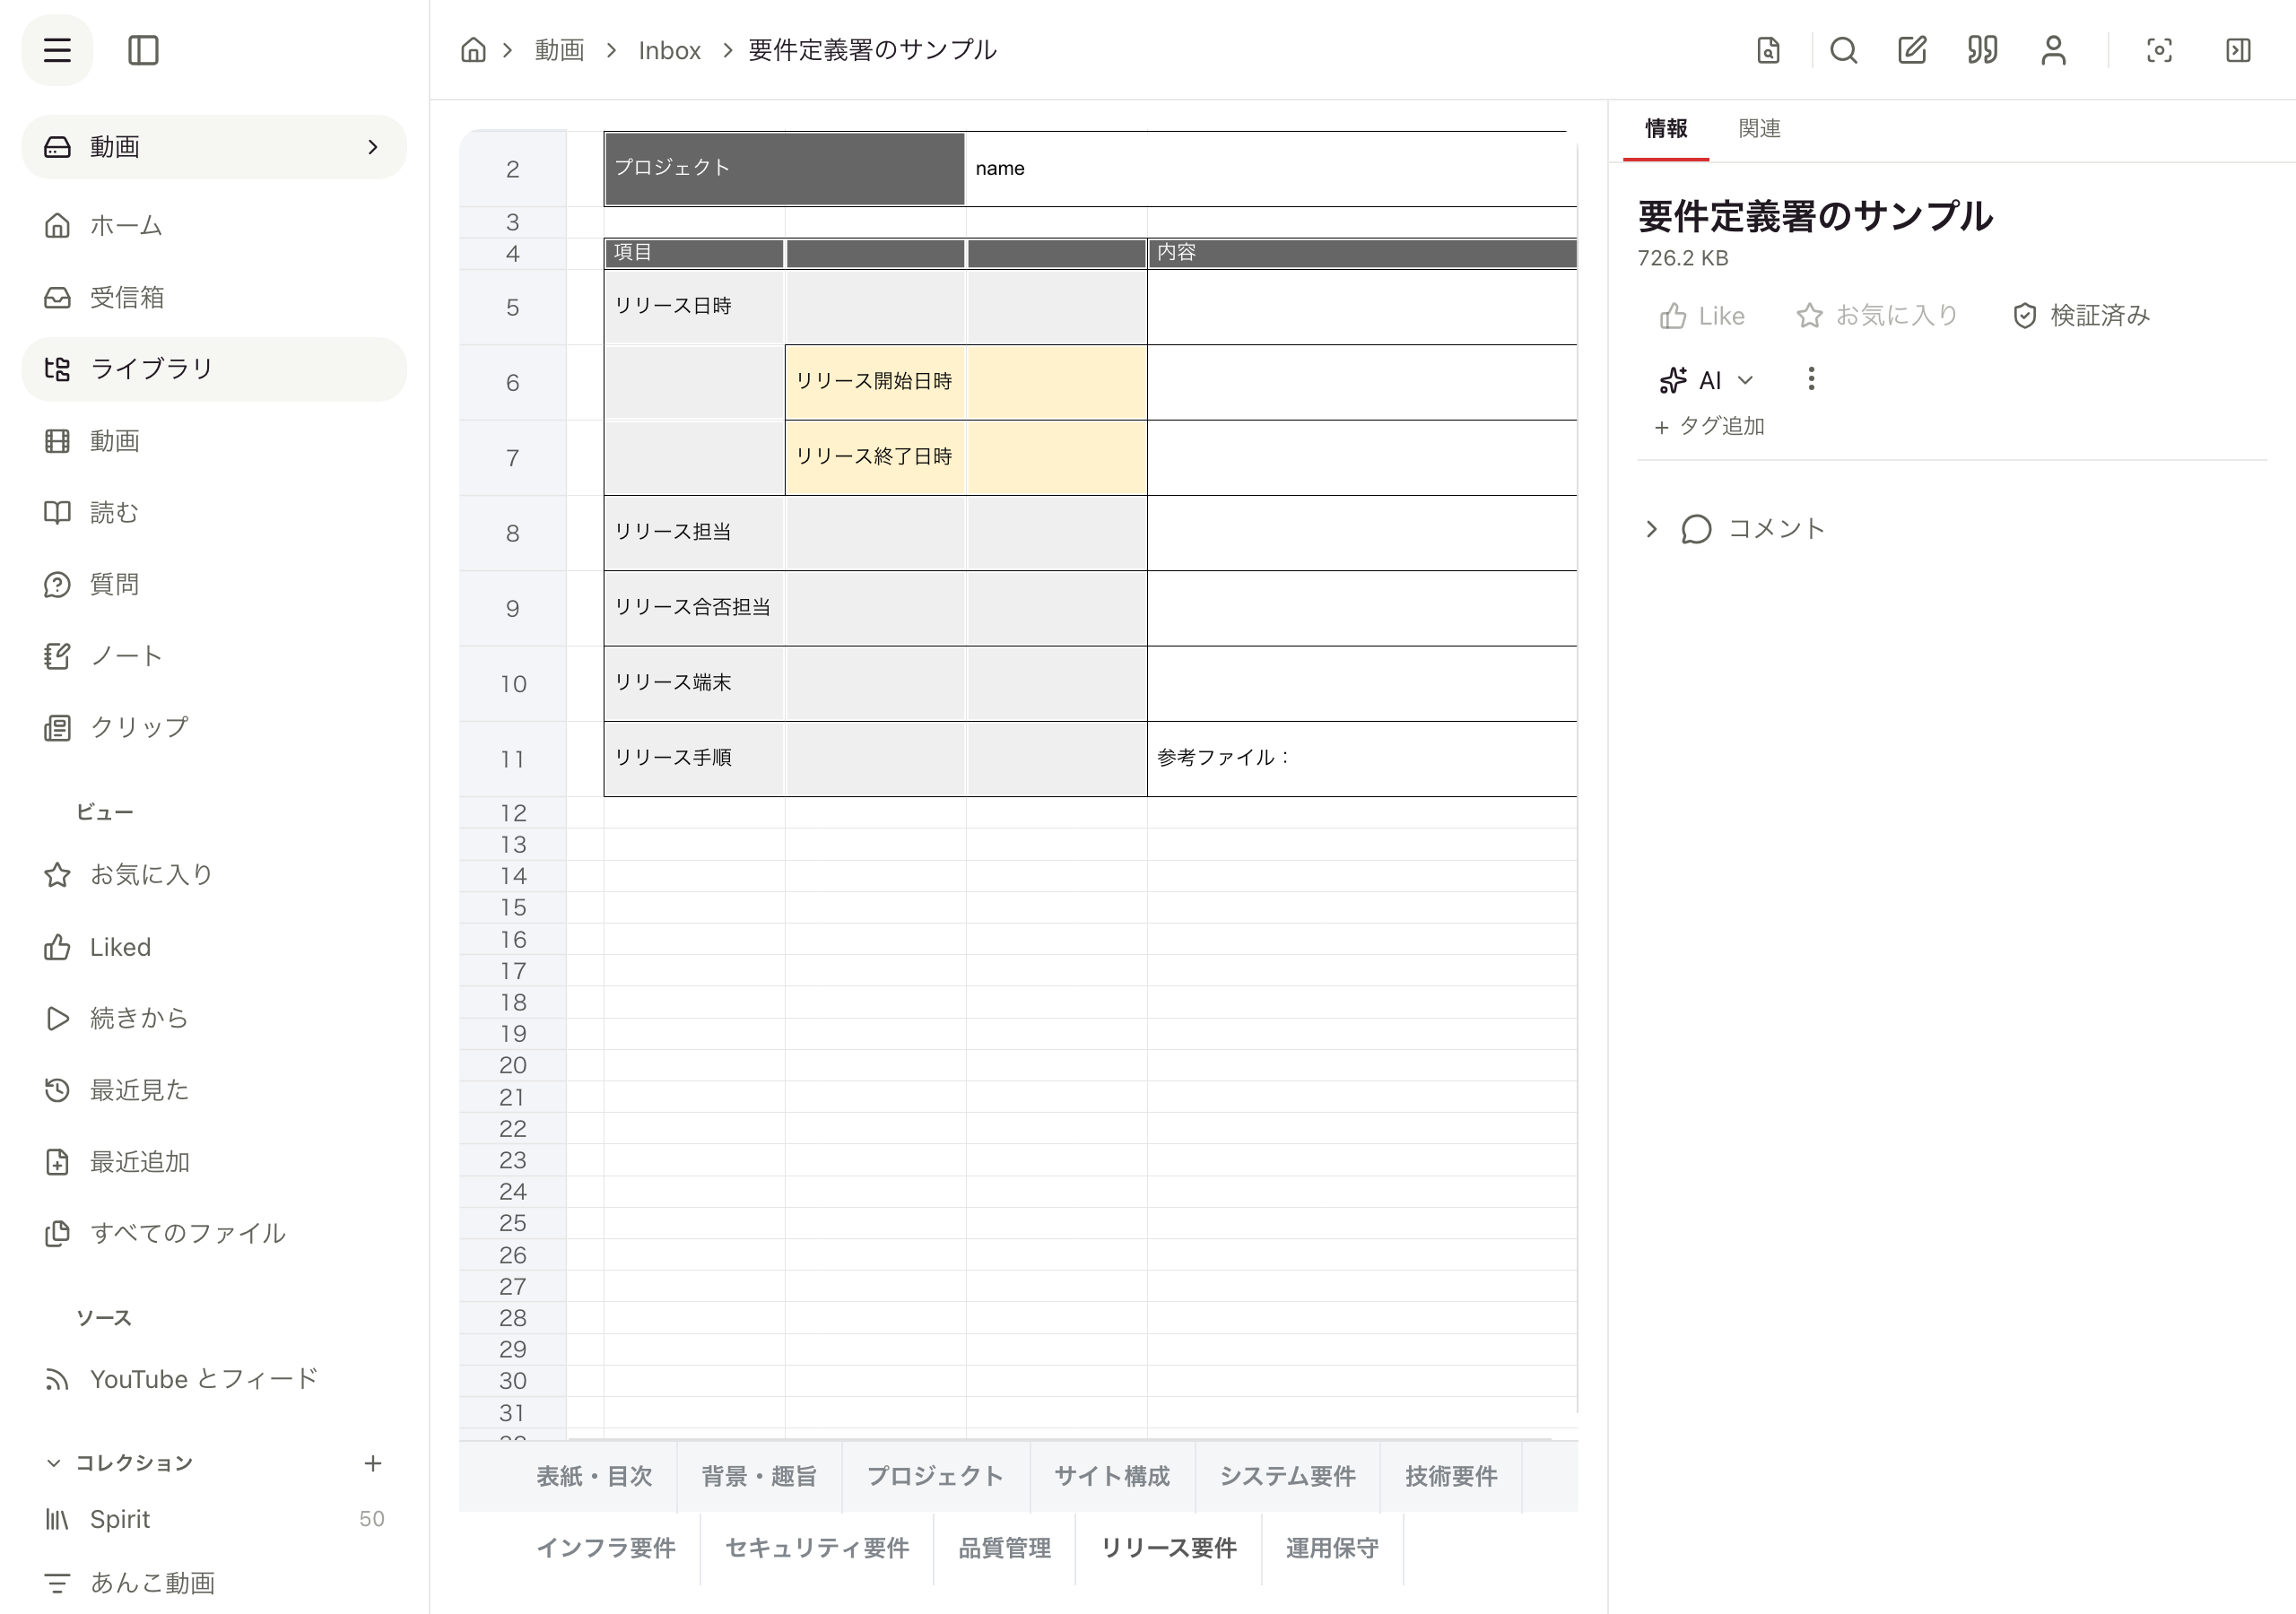 動画
ホーム
受信箱
ライブラリ
動画
読む
質問
ノート
クリップ
ビュー
お気に入り
Liked
続きから
最近見た
最近追加
すべてのファイル
ソース
YouTube とフィード
コレクション
Spirit 50
あんこ動画
動画 Inbox 要件定義署のサンプル
2 プロジェクト name
3
4 項目 内容
5 リリース日時
6 リリース開始日時
7 リリース終了日時
8 リリース担当
9 リリース合否担当
10 リリース端末
11 リリース手順 参考ファイル：
12
13
14
15
16
17
18
19
20
21
22
23
24
25
26
27
28
29
30
31
表紙・目次 背景・趣旨 プロジェクト サイト構成 システム要件 技術要件
インフラ要件 セキュリティ要件 品質管理 リリース要件 運用保守
情報 関連
要件定義署のサンプル
726.2 KB
Like お気に入り 検証済み
AI
+ タグ追加
コメント